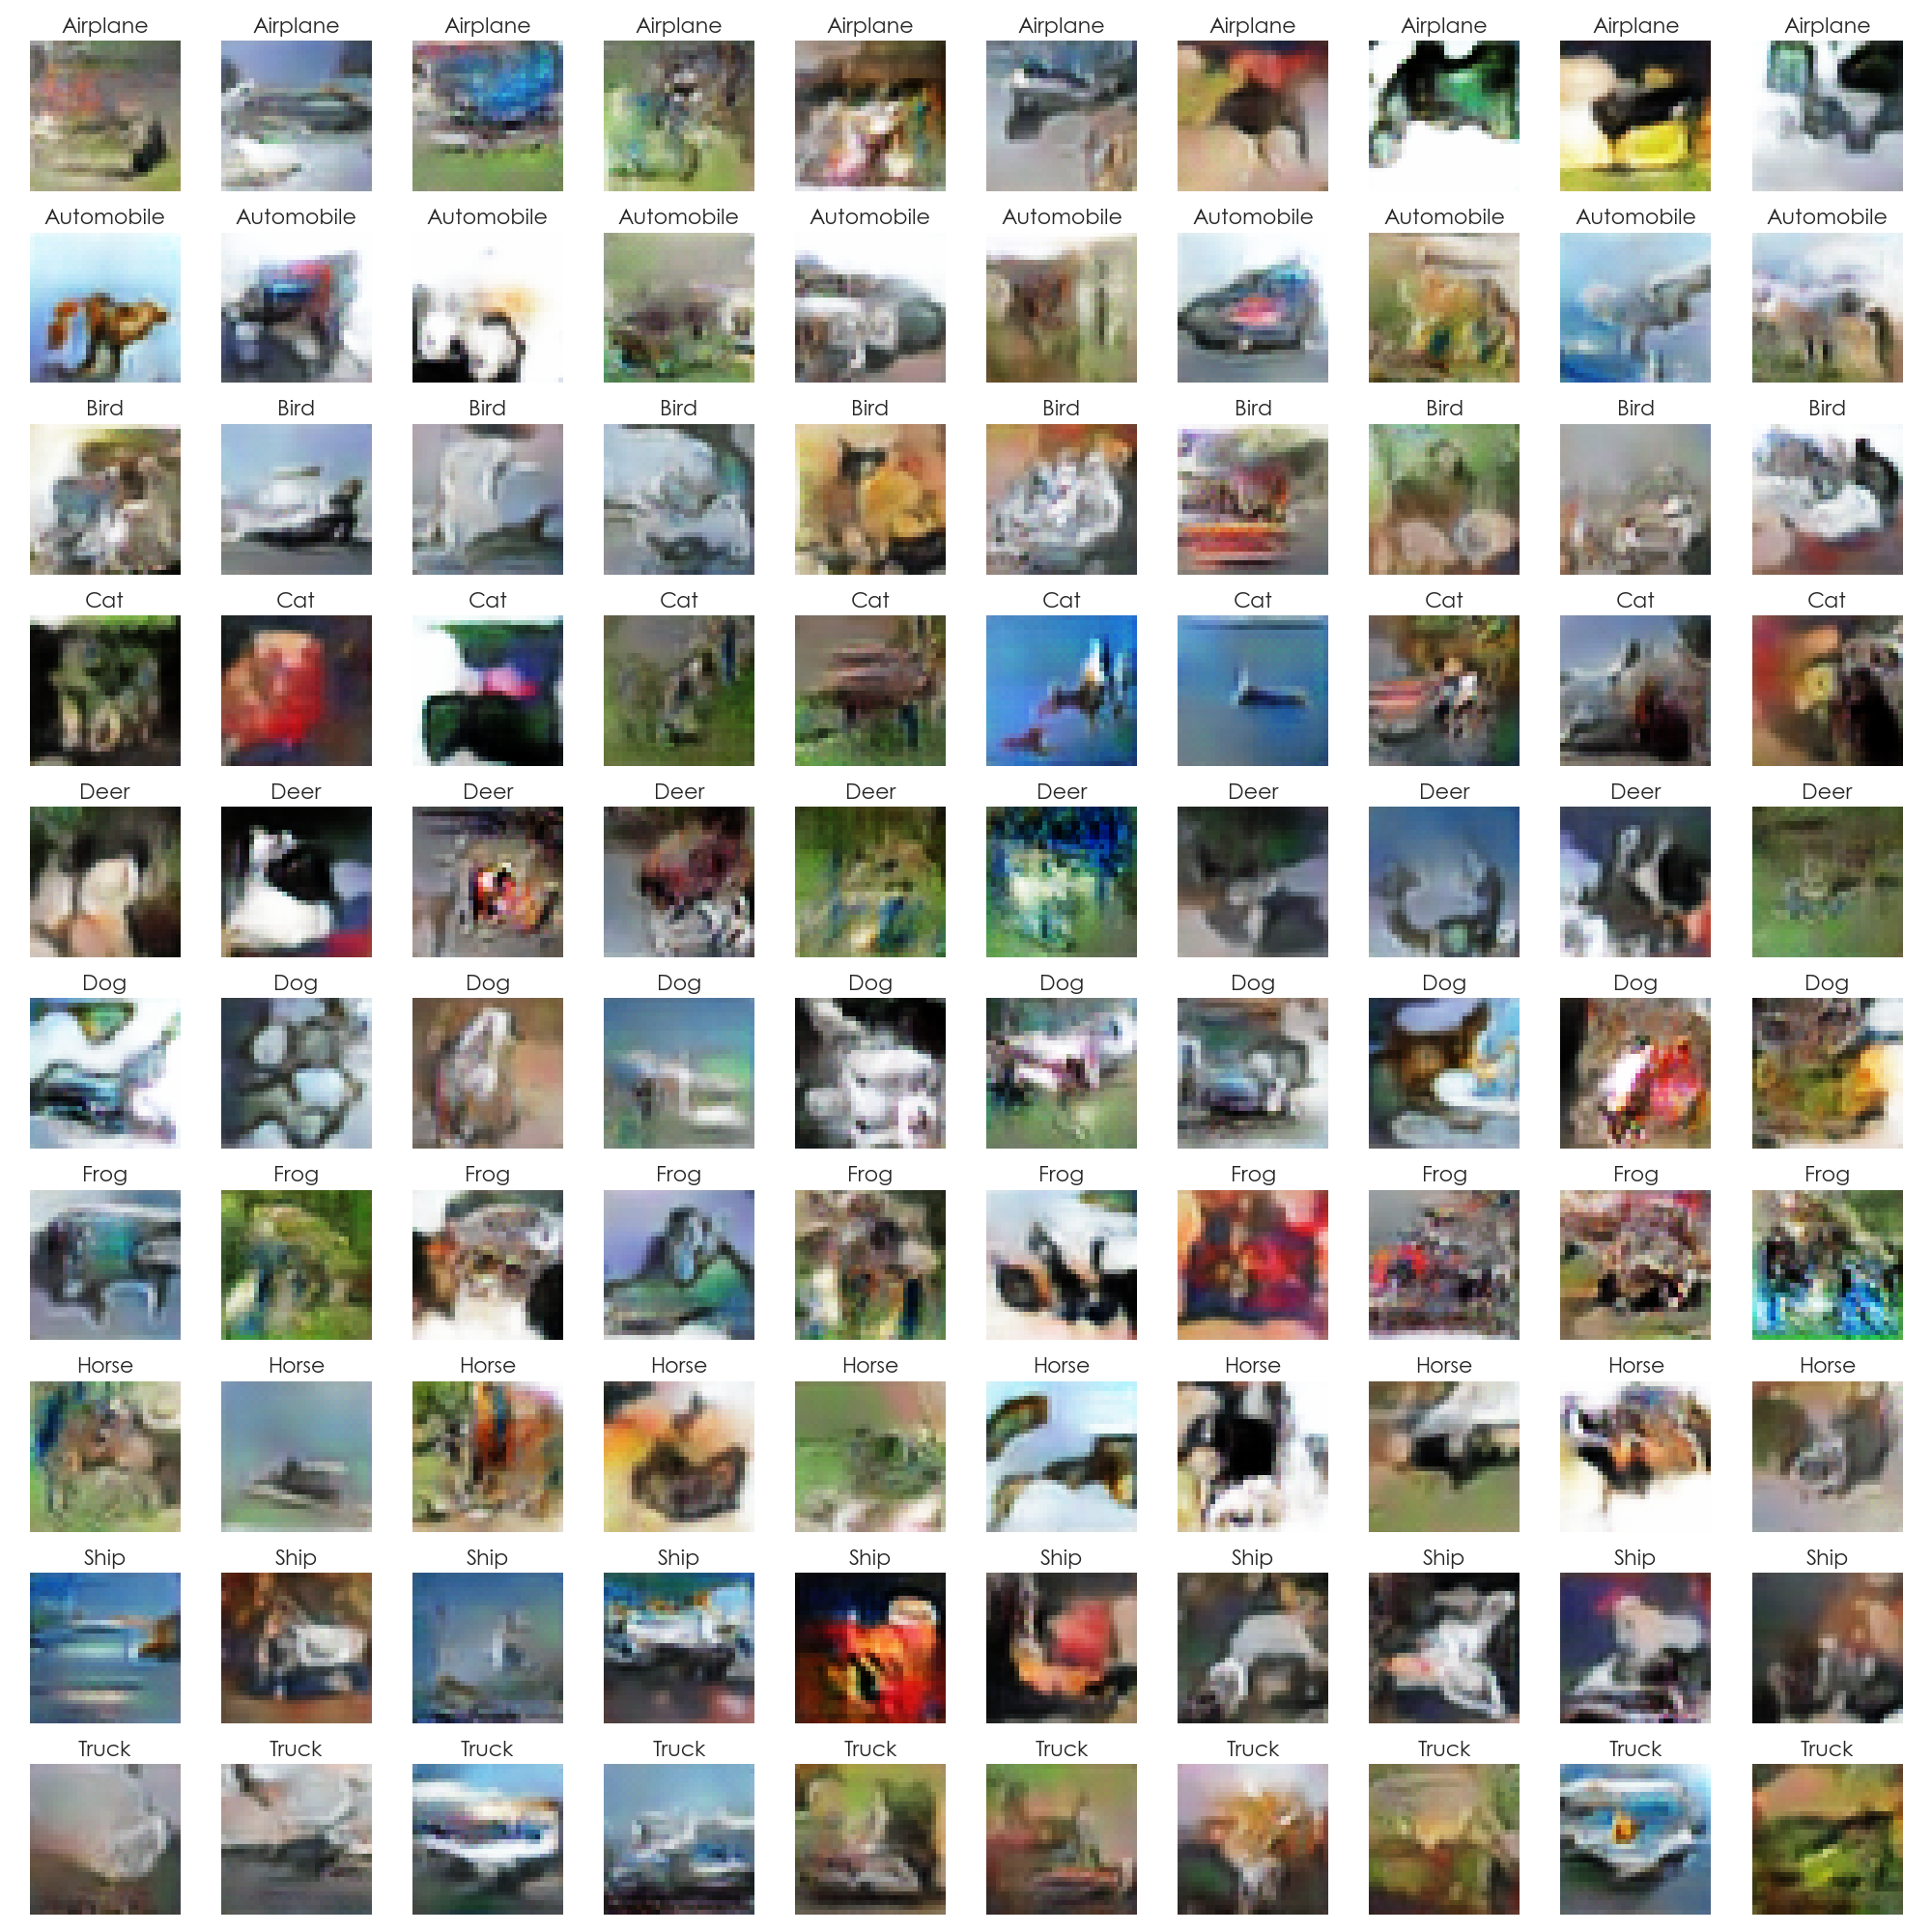 Airplane Airplane Airplane Airplane Airplane Airplane Airplane Airplane Airplane Airplane
Automobile Automobile Automobile Automobile Automobile Automobile Automobile Automobile Automobile Automobile
Bird Bird Bird Bird Bird Bird Bird Bird Bird Bird
Cat Cat Cat Cat Cat Cat Cat Cat Cat Cat
Deer Deer Deer Deer Deer Deer Deer Deer Deer Deer
Dog Dog Dog Dog Dog Dog Dog Dog Dog Dog
Frog Frog Frog Frog Frog Frog Frog Frog Frog Frog
Horse Horse Horse Horse Horse Horse Horse Horse Horse Horse
Ship Ship Ship Ship Ship Ship Ship Ship Ship Ship
Truck Truck Truck Truck Truck Truck Truck Truck Truck Truck